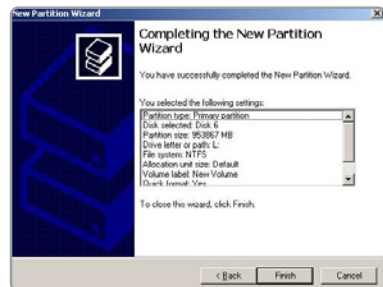 New Partition Wizard
Completing the New Partition
Wizard
You have successfully completed the New Partition Wizard.
You selected the following settings:
Partition type: Primary partition
Disk selected: Disk 6
Partition size: 953867 MB
Drive letter or path: L:
File system: NTFS
Allocation unit size: Default
Volume label: New Volume
Quick format: Yes
To close this wizard, click Finish.
< Back Finish Cancel